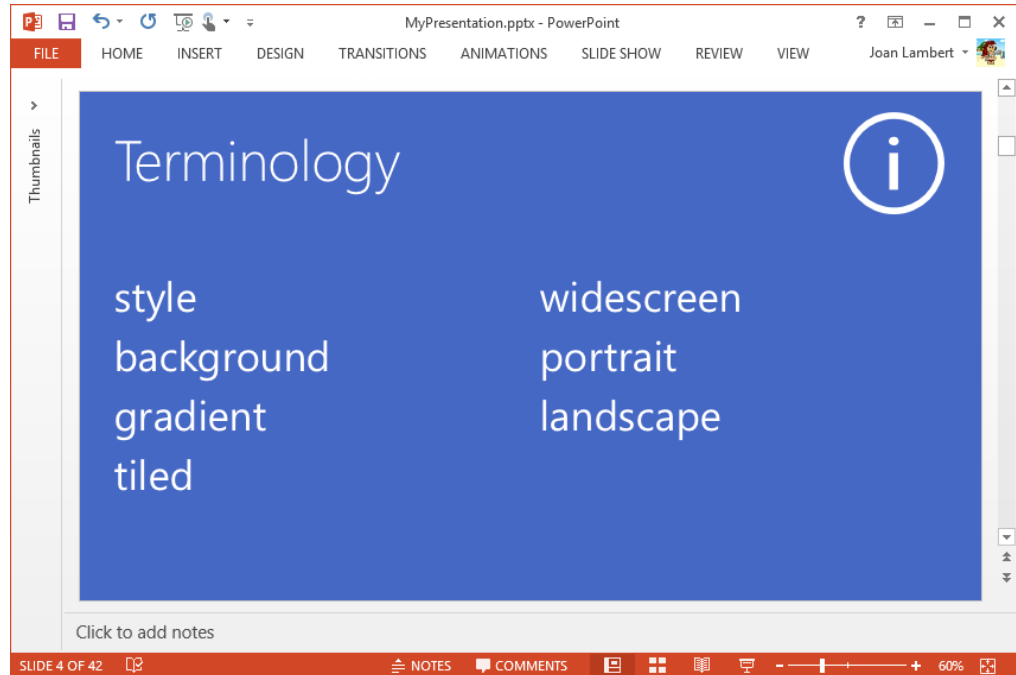 MyPresentation.pptx - PowerPoint
?
FILE HOME INSERT DESIGN TRANSITIONS ANIMATIONS SLIDE SHOW REVIEW VIEW Joan Lambert
Thumbnails
Terminology
i
style
background
gradient
tiled
widescreen
portrait
landscape
Click to add notes
SLIDE 4 OF 42 NOTES COMMENTS 60%